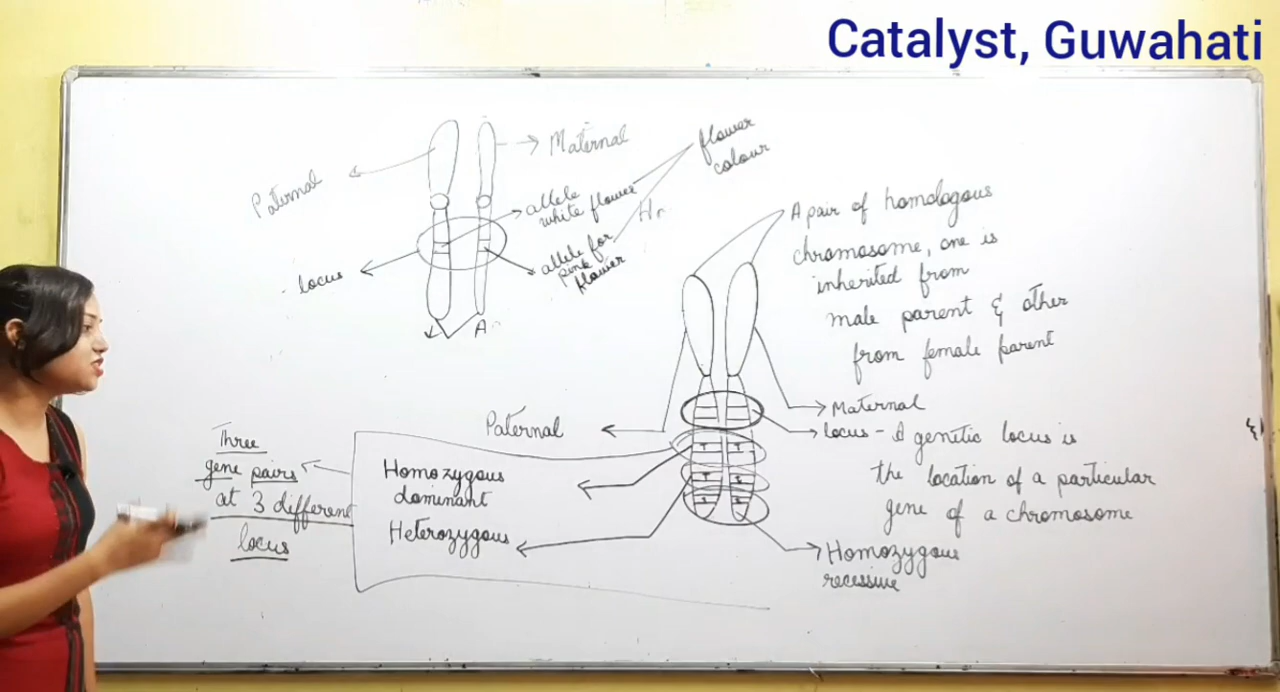 Catalyst, Guwahati
Paternal
Maternal
allele
white flower
flower
colour
allele for
pink
flower
locus
A pair of homologous
chromosome, one is
inherited from
male parent & other
from female parent
Maternal
locus - A genetic locus is
the location of a particular
gene of a chromosome
Paternal
Three
gene pairs
at 3 different
locus
Homozygous
dominant
Heterozygous
T T
Homozygous
recessive